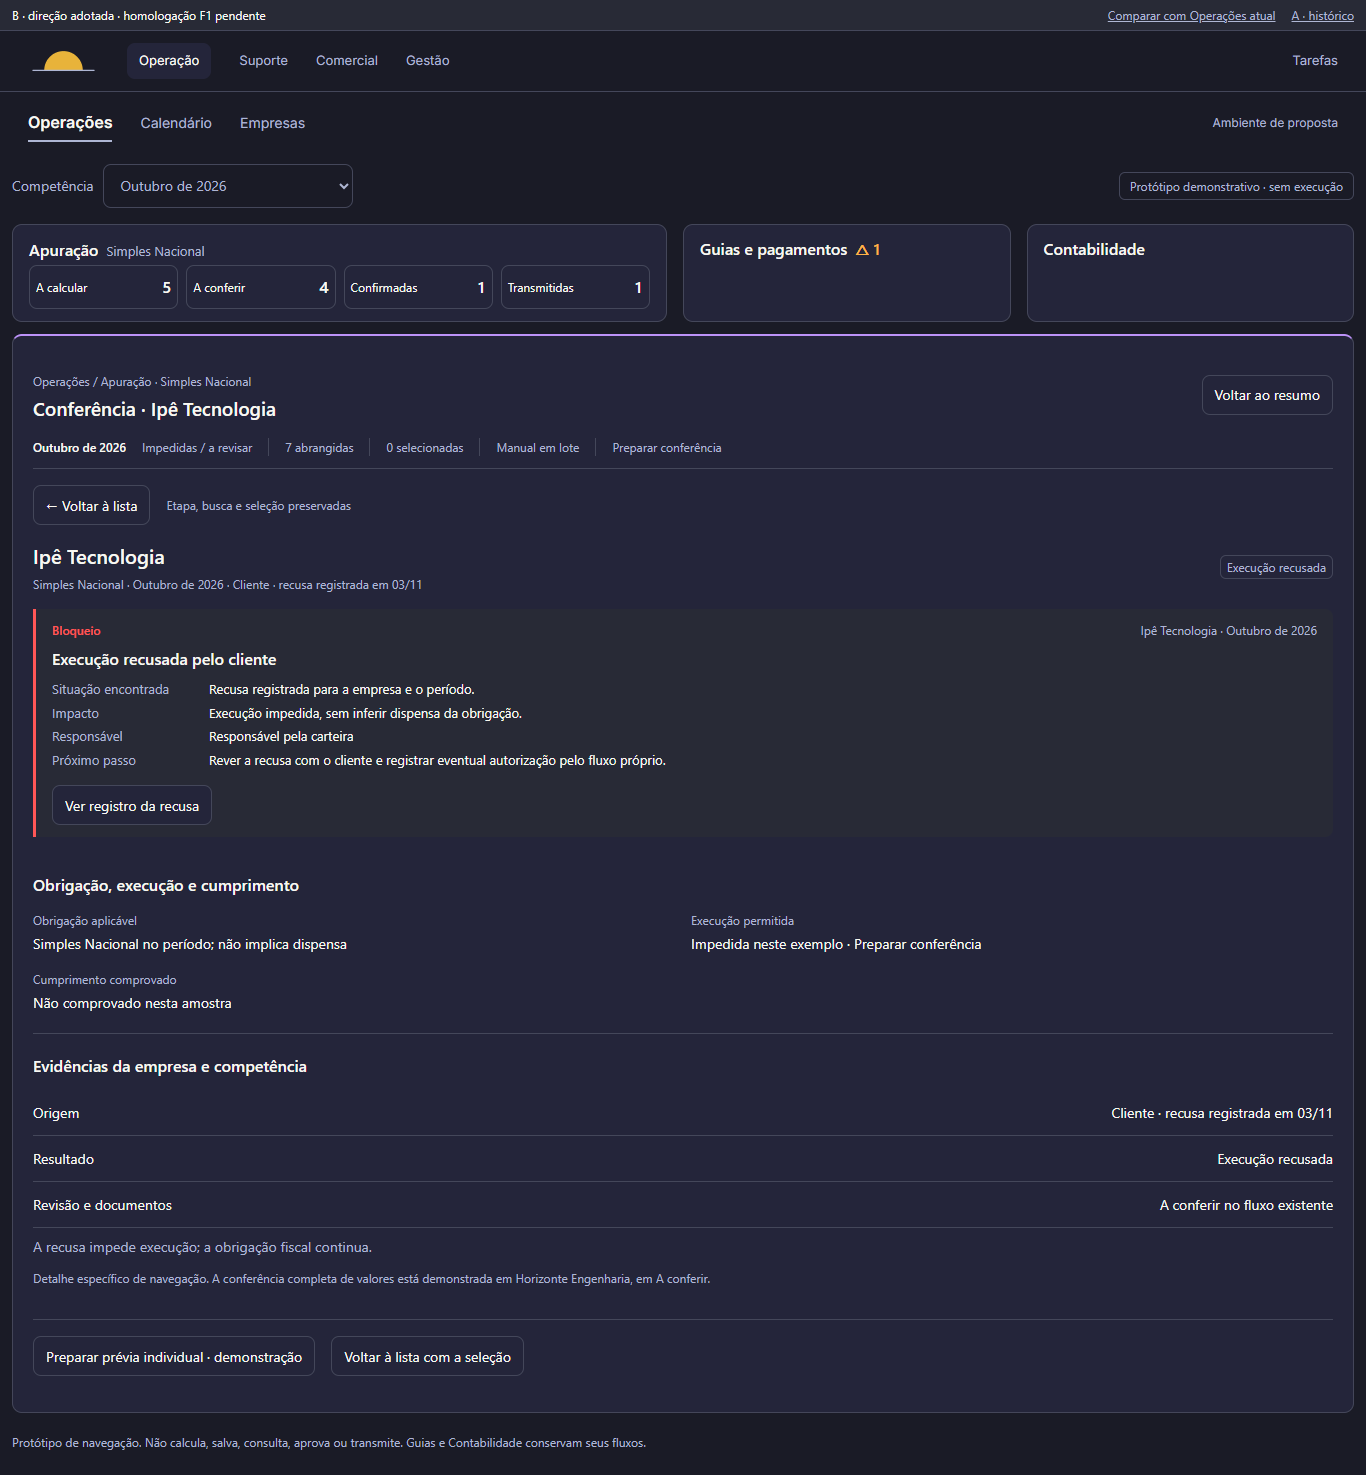 B · direção adotada · homologação F1 pendente
Comparar com Operações atual
A · histórico
Operação
Suporte
Comercial
Gestão
Tarefas
Operações
Calendário
Empresas
Ambiente de proposta
Competência
Outubro de 2026
Protótipo demonstrativo · sem execução
Apuração Simples Nacional
A calcular 5
A conferir 4
Confirmadas 1
Transmitidas 1
Guias e pagamentos △ 1
Contabilidade
Operações / Apuração · Simples Nacional
Conferência · Ipê Tecnologia
Voltar ao resumo
Outubro de 2026
Impedidas / a revisar
7 abrangidas
0 selecionadas
Manual em lote
Preparar conferência
← Voltar à lista
Etapa, busca e seleção preservadas
Ipê Tecnologia
Simples Nacional · Outubro de 2026 · Cliente · recusa registrada em 03/11
Execução recusada
Bloqueio
Ipê Tecnologia · Outubro de 2026
Execução recusada pelo cliente
Situação encontrada Recusa registrada para a empresa e o período.
Impacto Execução impedida, sem inferir dispensa da obrigação.
Responsável Responsável pela carteira
Próximo passo Rever a recusa com o cliente e registrar eventual autorização pelo fluxo próprio.
Ver registro da recusa
Obrigação, execução e cumprimento
Obrigação aplicável
Simples Nacional no período; não implica dispensa
Execução permitida
Impedida neste exemplo · Preparar conferência
Cumprimento comprovado
Não comprovado nesta amostra
Evidências da empresa e competência
Origem Cliente · recusa registrada em 03/11
Resultado Execução recusada
Revisão e documentos A conferir no fluxo existente
A recusa impede execução; a obrigação fiscal continua.
Detalhe específico de navegação. A conferência completa de valores está demonstrada em Horizonte Engenharia, em A conferir.
Preparar prévia individual · demonstração
Voltar à lista com a seleção
Protótipo de navegação. Não calcula, salva, consulta, aprova ou transmite. Guias e Contabilidade conservam seus fluxos.